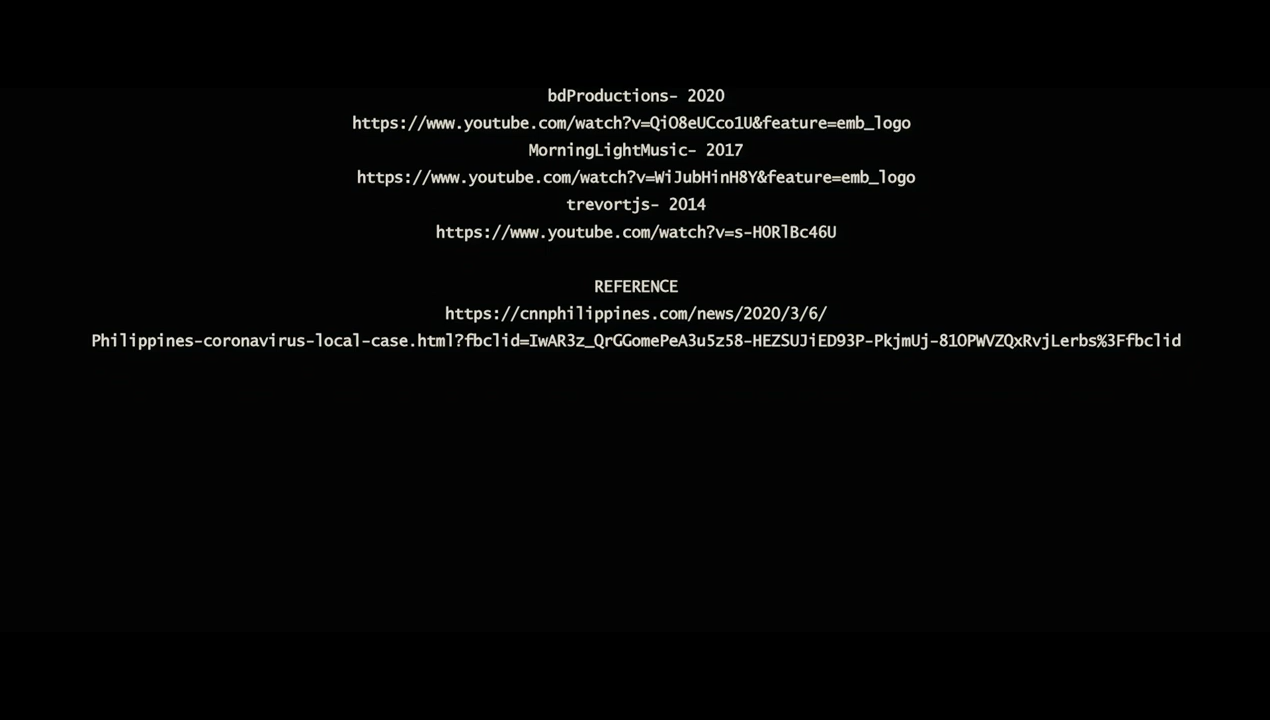 bdProductions- 2020
https://www.youtube.com/watch?v=QiO8eUCco1U&feature=emb_logo
MorningLightMusic- 2017
https://www.youtube.com/watch?v=WiJubHinH8Y&feature=emb_logo
trevortjs- 2014
https://www.youtube.com/watch?v=s-HORlBc46U
REFERENCE
https://cnnphilippines.com/news/2020/3/6/
Philippines-coronavirus-local-case.html?fbclid=IwAR3z_QrGGomePeA3u5z58-HEZSUJiED93P-PkjmUj-81OPWVZQxRvjLerbs%3Ffbclid